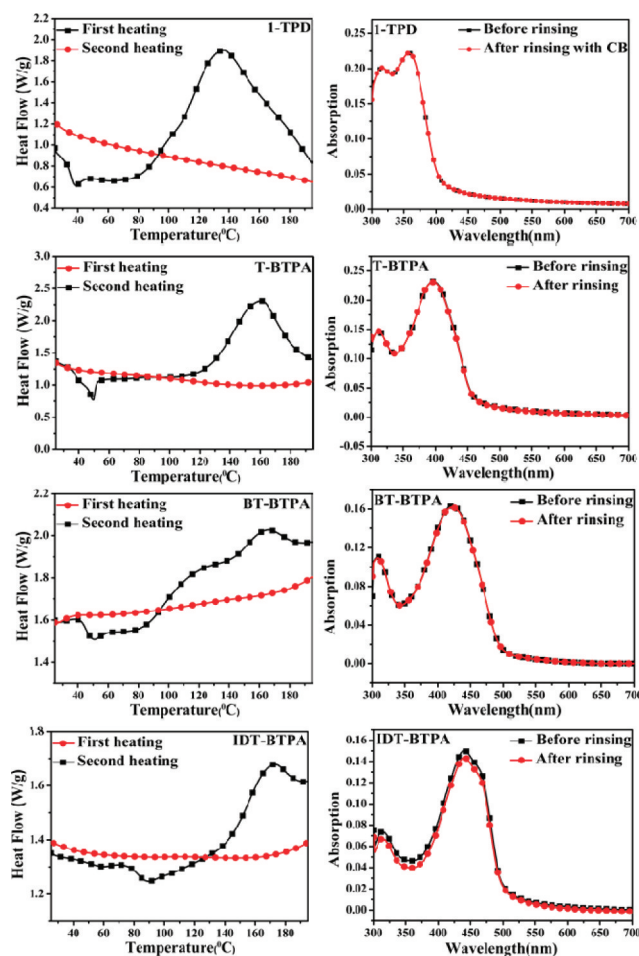 1-TPD
First heating
Second heating
Heat Flow (W/g)
2.0
1.8
1.6
1.4
1.2
1.0
0.8
0.6
0.4
40 60 80 100 120 140 160 180
Temperature(⁰C)
1-TPD
Before rinsing
After rinsing with CB
Absorption
0.25
0.20
0.15
0.10
0.05
0.00
300 350 400 450 500 550 600 650 700
Wavelength(nm)
T-BTPA
First heating
Second heating
Heat Flow (W/g)
3.0
2.5
2.0
1.5
1.0
0.5
0.0
40 60 80 100 120 140 160 180
Temperature(⁰C)
T-BTPA
Before rinsing
After rinsing
Absorption
0.25
0.20
0.15
0.10
0.05
0.00
-0.05
300 350 400 450 500 550 600 650 700
Wavelength(nm)
BT-BTPA
First heating
Second heating
Heat Flow (W/g)
2.2
2.0
1.8
1.6
1.4
40 60 80 100 120 140 160 180
Temperature(⁰C)
BT-BTPA
Before rinsing
After rinsing
Absorption
0.16
0.12
0.08
0.04
0.00
300 350 400 450 500 550 600 650 700
Wavelength(nm)
IDT-BTPA
First heating
Second heating
Heat Flow (W/g)
1.8
1.6
1.4
1.2
40 60 80 100 120 140 160 180
Temperature(⁰C)
IDT-BTPA
Before rinsing
After rinsing
Absorption
0.16
0.14
0.12
0.10
0.08
0.06
0.04
0.02
0.00
300 350 400 450 500 550 600 650 700
Wavelength(nm)